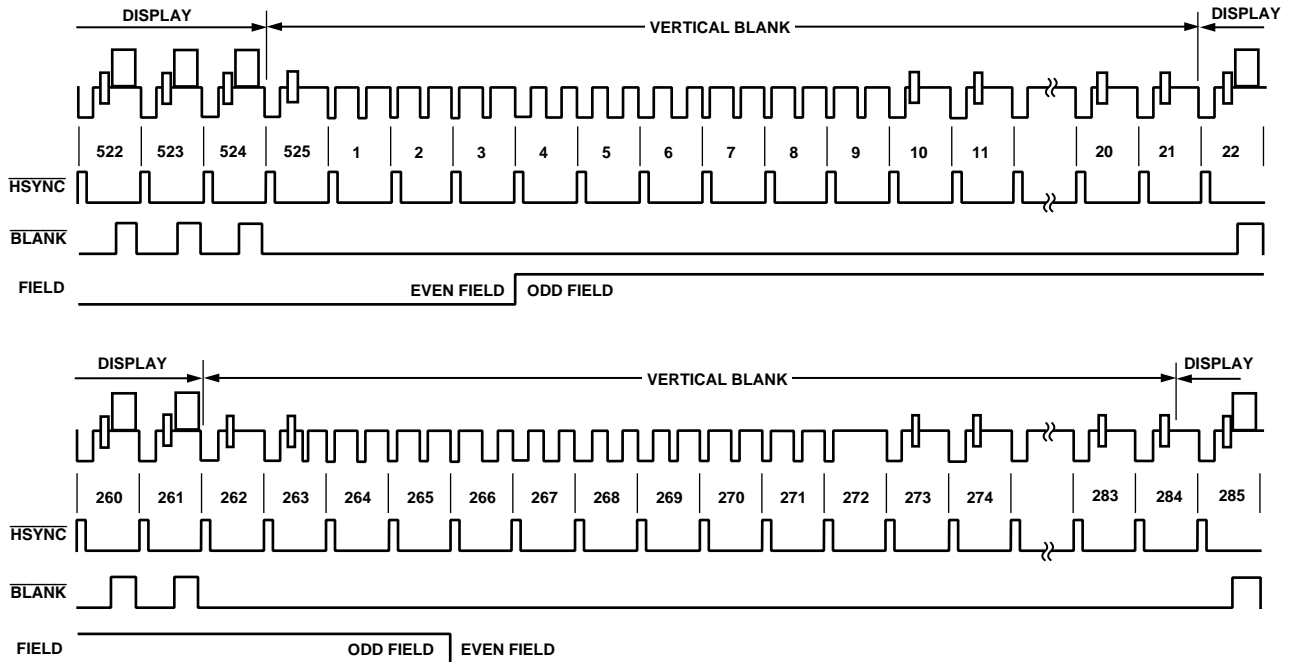 DISPLAY VERTICAL BLANK DISPLAY
522 523 524 525 1 2 3 4 5 6 7 8 9 10 11 20 21 22
HSYNC
BLANK
FIELD EVEN FIELD ODD FIELD
DISPLAY VERTICAL BLANK DISPLAY
260 261 262 263 264 265 266 267 268 269 270 271 272 273 274 283 284 285
HSYNC
BLANK
FIELD ODD FIELD EVEN FIELD